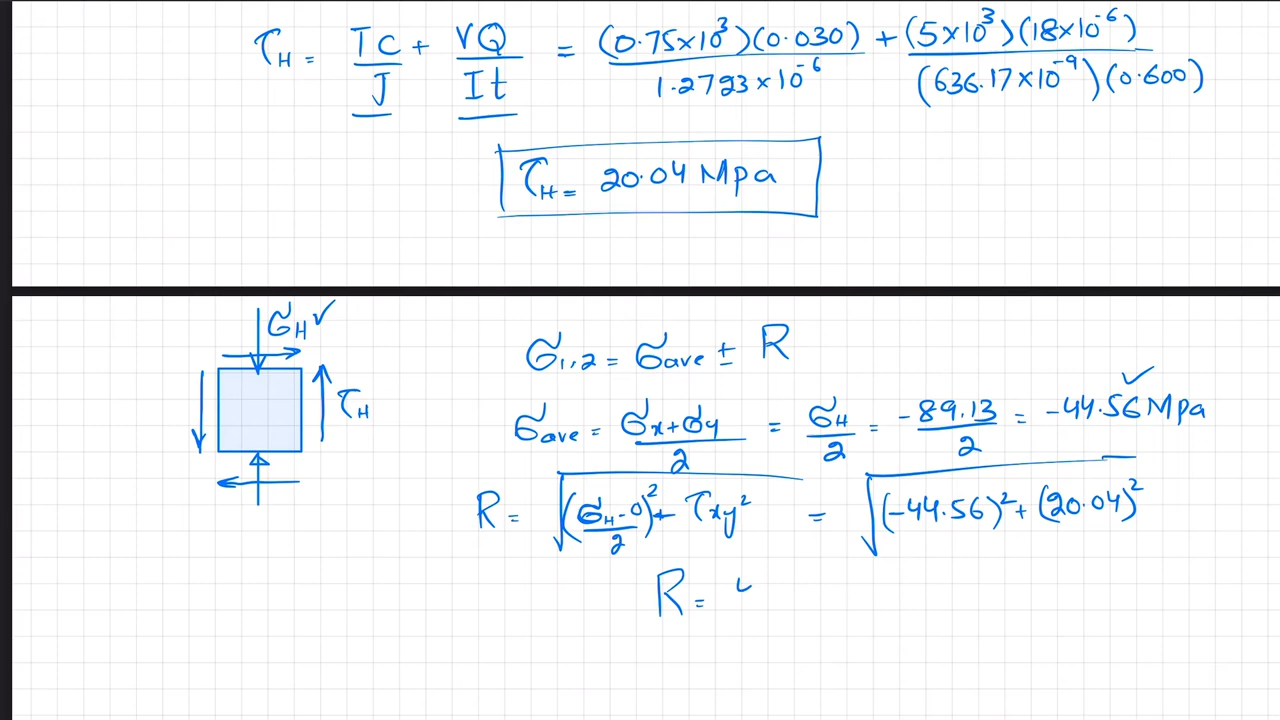 τH = Tc/J + VQ/It = (0.75×10³)(0.030)/1.2723×10⁻⁶ + (5×10³)(18×10⁻⁶)/(636.17×10⁻⁹)(0.600)
τH = 20.04 MPa
σH ✓
τH
σ1,2 = σave ± R
σave = σx+σy/2 = σH/2 = -89.13/2 = -44.56 MPa ✓
R = √(σH-0/2)² + τxy² = √(-44.56)² + (20.04)²
R =